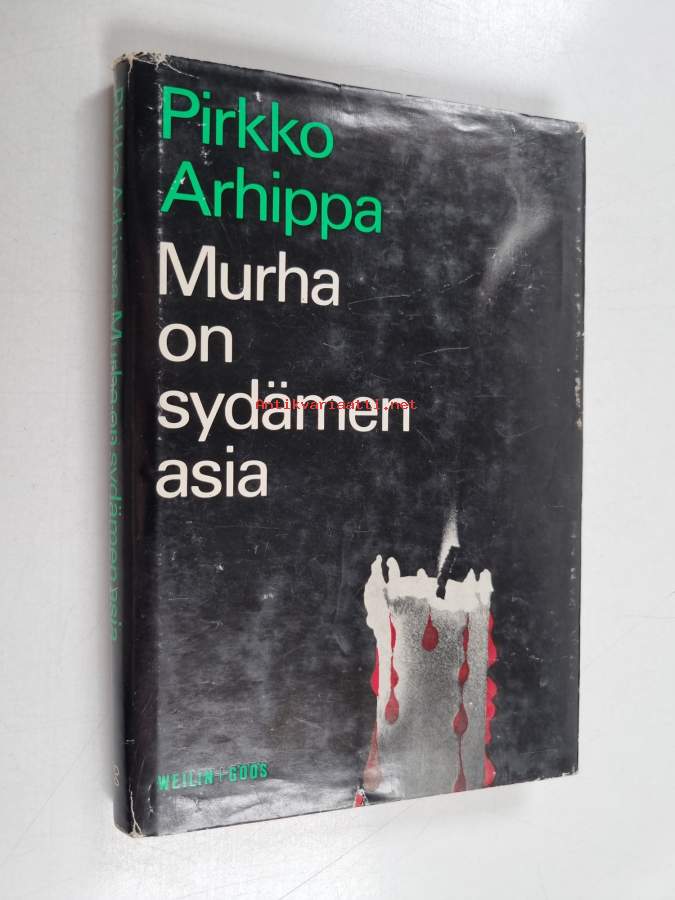 Pirkko
Arhippa
Murha
on
sydämen
asia
Antikvariaatti.net
WEILIN+GÖÖS
Pirkko Arhippa Murha on sydämen asia